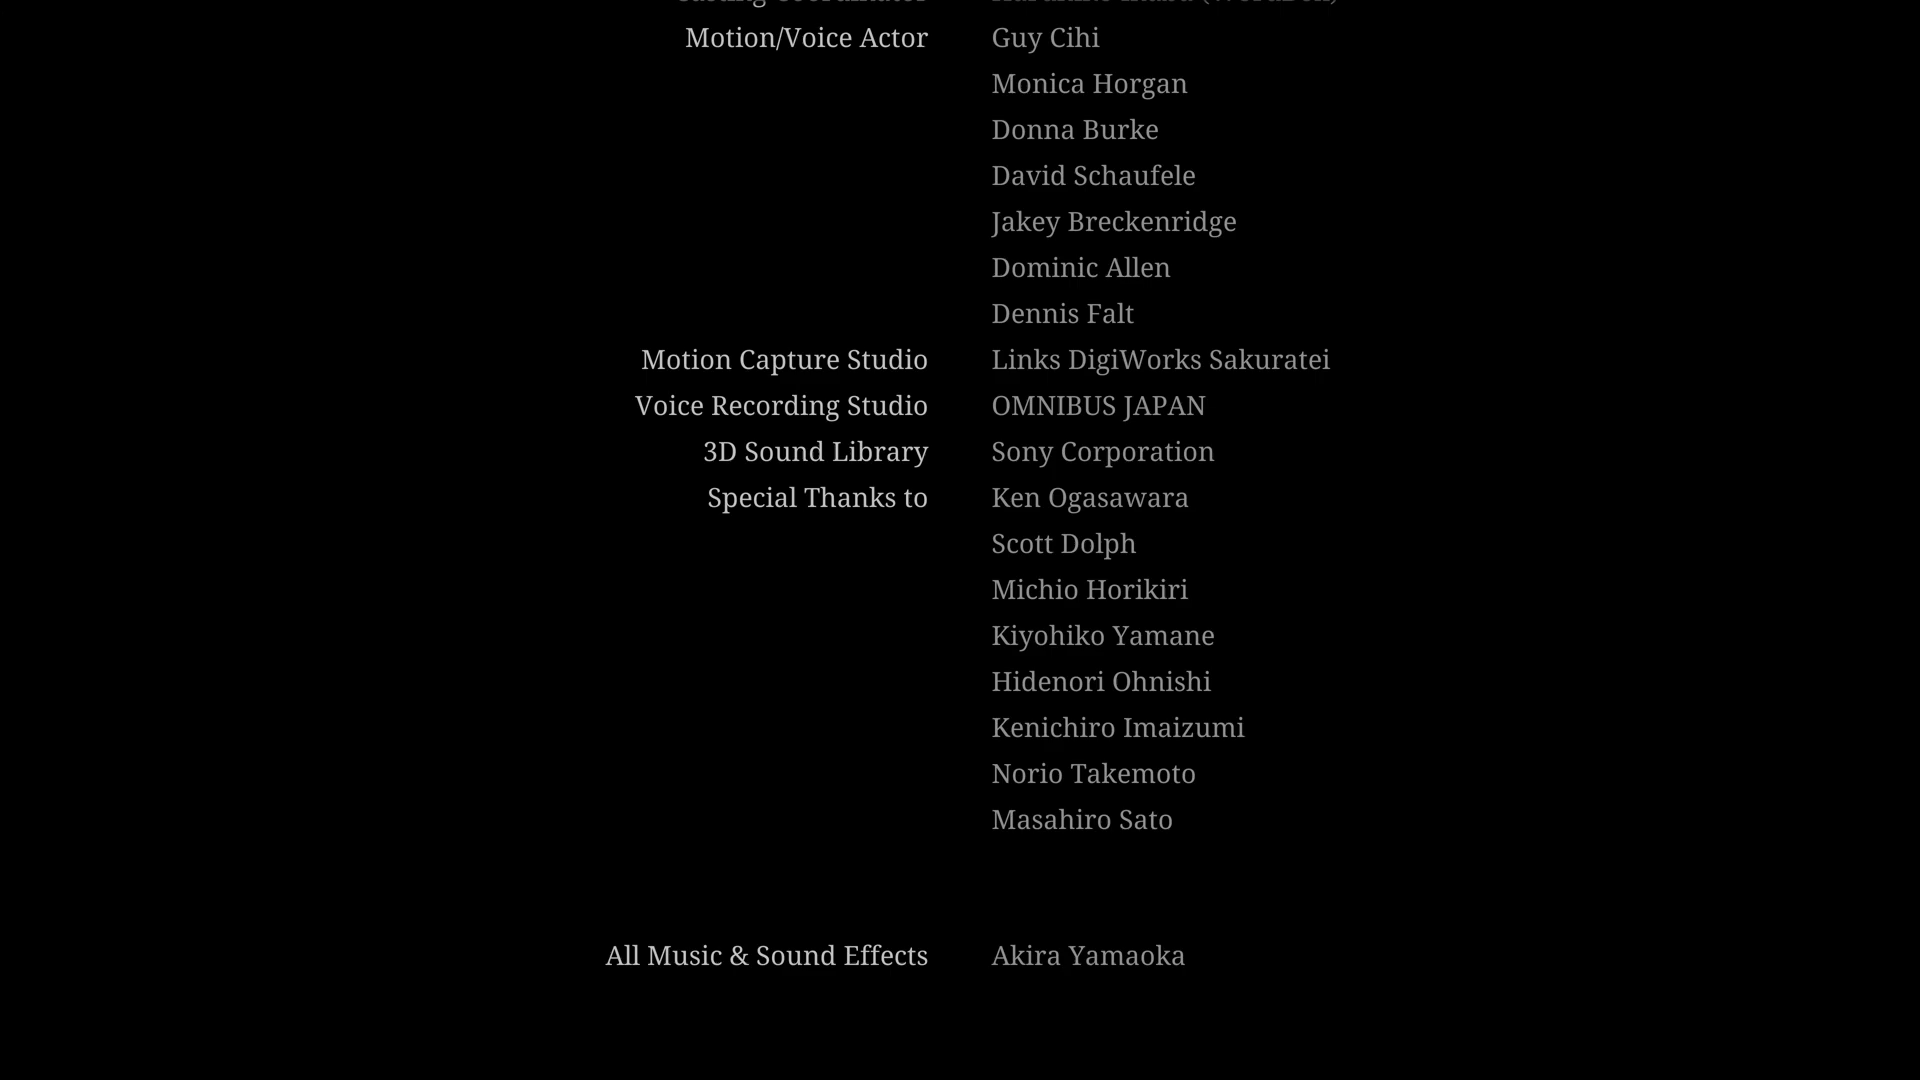 Motion/Voice Actor Guy Cihi
Monica Horgan
Donna Burke
David Schaufele
Jakey Breckenridge
Dominic Allen
Dennis Falt
Motion Capture Studio Links DigiWorks Sakuratei
Voice Recording Studio OMNIBUS JAPAN
3D Sound Library Sony Corporation
Special Thanks to Ken Ogasawara
Scott Dolph
Michio Horikiri
Kiyohiko Yamane
Hidenori Ohnishi
Kenichiro Imaizumi
Norio Takemoto
Masahiro Sato
All Music & Sound Effects Akira Yamaoka